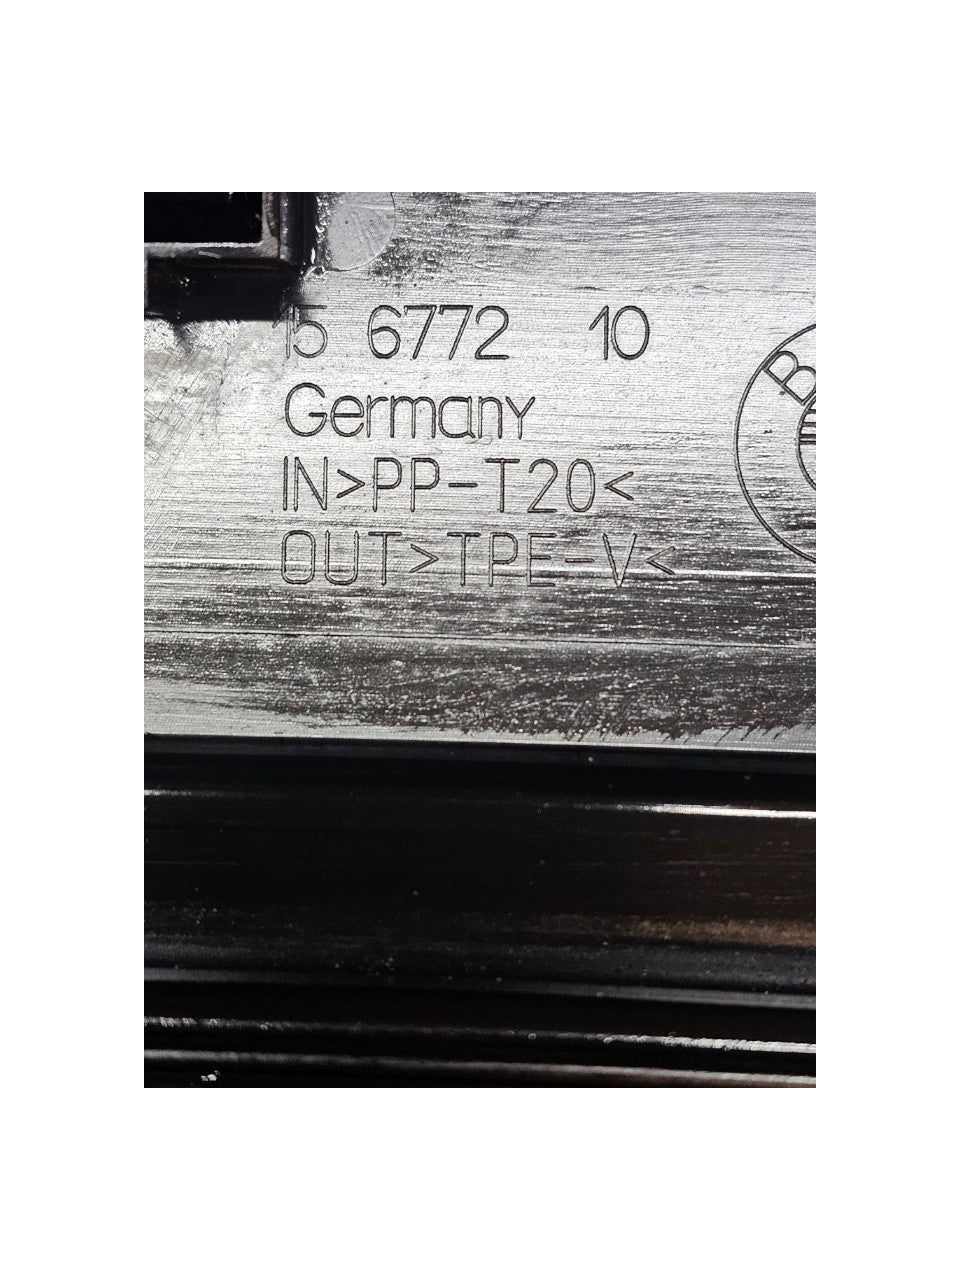 15 6772 10
Germany
IN>PP-T20<
OUT>TPE-V<
B